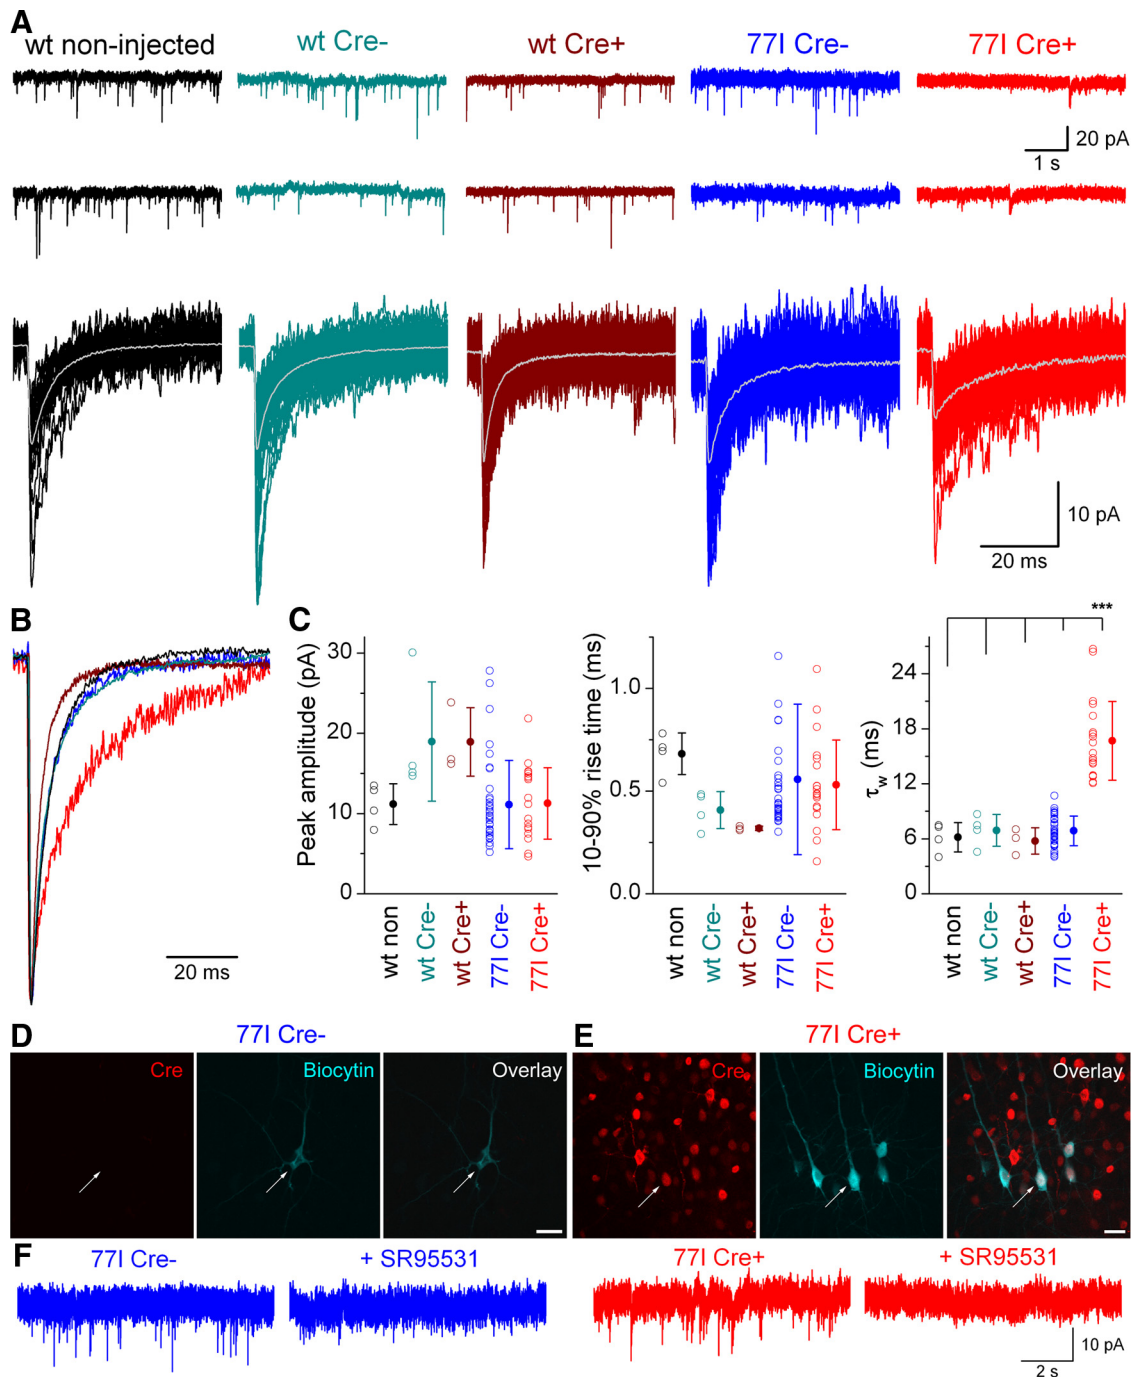 A
wt non-injected
wt Cre-
wt Cre+
77I Cre-
77I Cre+
20 pA
1 s
10 pA
20 ms
B
20 ms
C
Peak amplitude (pA)
30
20
10
0
wt non
wt Cre-
wt Cre+
77I Cre-
77I Cre+
10-90% rise time (ms)
1.0
0.5
0.0
wt non
wt Cre-
wt Cre+
77I Cre-
77I Cre+
***
τw (ms)
24
18
12
6
0
wt non
wt Cre-
wt Cre+
77I Cre-
77I Cre+
D
77I Cre-
Cre
Biocytin
Overlay
E
77I Cre+
Cre
Biocytin
Overlay
F
77I Cre-
+ SR95531
77I Cre+
+ SR95531
10 pA
2 s